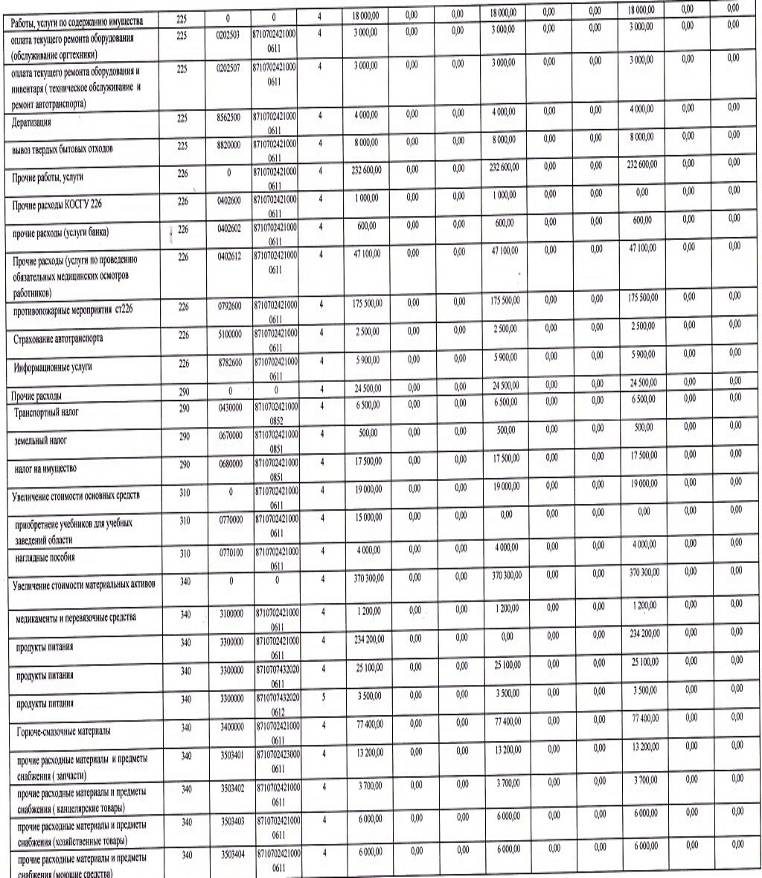 Работы, услуги по содержанию имущества 225 0 0 4 18 000,00 0,00 0,00 18 000,00 0,00 0,00 18 000,00 0,00 0,00
оплата текущего ремонта оборудования (обслуживание оргтехники) 225 0202503 8710702421000 0611 4 3 000,00 0,00 0,00 3 000,00 0,00 0,00 3 000,00 0,00 0,00
оплата текущего ремонта оборудования и инвентаря ( техническое обслуживание и ремонт автотранспорта) 225 0202507 8710702421000 0611 4 3 000,00 0,00 0,00 3 000,00 0,00 0,00 3 000,00 0,00 0,00
Дератизация 225 8562500 8710702421000 0611 4 4 000,00 0,00 0,00 4 000,00 0,00 0,00 4 000,00 0,00 0,00
вывоз твердых бытовых отходов 225 8820000 8710702421000 0611 4 8 000,00 0,00 0,00 8 000,00 0,00 0,00 8 000,00 0,00 0,00
Прочие работы, услуги 226 0 8710702421000 0611 4 232 600,00 0,00 0,00 232 600,00 0,00 0,00 232 600,00 0,00 0,00
Прочие расходы КОСГУ 226 226 0402600 8710702421000 0611 4 1 000,00 0,00 0,00 1 000,00 0,00 0,00 0,00 0,00 0,00
прочие расходы (услуги банка) 226 0402602 8710702421000 0611 4 600,00 0,00 0,00 600,00 0,00 0,00 600,00 0,00 0,00
Прочие расходы (услуги по проведению обязательных медицинских осмотров работников) 226 0402612 8710702421000 0611 4 47 100,00 0,00 0,00 47 100,00 0,00 0,00 47 100,00 0,00 0,00
противопожарные мероприятия ст226 226 0792600 8710702421000 0611 4 175 500,00 0,00 0,00 175 500,00 0,00 0,00 175 500,00 0,00 0,00
Страхование автотранспорта 226 5100000 8710702421000 0611 4 2 500,00 0,00 0,00 2 500,00 0,00 0,00 2 500,00 0,00 0,00
Информационные услуги 226 8782600 8710702421000 0611 4 5 900,00 0,00 0,00 5 900,00 0,00 0,00 5 900,00 0,00 0,00
Прочие расходы 290 0 0 4 24 500,00 0,00 0,00 24 500,00 0,00 0,00 24 500,00 0,00 0,00
Транспортный налог 290 0430000 8710702421000 0852 4 6 500,00 0,00 0,00 6 500,00 0,00 0,00 6 500,00 0,00 0,00
земельный налог 290 0670000 8710702421000 0851 4 500,00 0,00 0,00 500,00 0,00 0,00 500,00 0,00 0,00
налог на имущество 290 0680000 8710702421000 0851 4 17 500,00 0,00 0,00 17 500,00 0,00 0,00 17 500,00 0,00 0,00
Увеличение стоимости основных средств 310 0 8710702421000 0611 4 19 000,00 0,00 0,00 19 000,00 0,00 0,00 19 000,00 0,00 0,00
приобретнеие учебников для учебных заведений области 310 0770000 8710702421000 0611 4 15 000,00 0,00 0,00 0,00 0,00 0,00 0,00 0,00 0,00
наглядные пособия 310 0770100 8710702421000 0611 4 4 000,00 0,00 0,00 4 000,00 0,00 0,00 4 000,00 0,00 0,00
Увеличение стоимости материальных активов 340 0 0 4 370 300,00 0,00 0,00 370 300,00 0,00 0,00 370 300,00 0,00 0,00
медикаменты и перевязочные средства 340 3100000 8710702421000 0611 4 1 200,00 0,00 0,00 1 200,00 0,00 0,00 1 200,00 0,00 0,00
продукты питания 340 3300000 8710702421000 0611 4 234 200,00 0,00 0,00 0,00 0,00 0,00 234 200,00 0,00 0,00
продукты питания 340 3300000 8710707432020 0611 4 25 100,00 0,00 0,00 25 100,00 0,00 0,00 25 100,00 0,00 0,00
продукты питания 340 3300000 8710707432020 0612 5 3 500,00 0,00 0,00 3 500,00 0,00 0,00 3 500,00 0,00 0,00
Горюче-смазочные материалы 340 3400000 8710702421000 0611 4 77 400,00 0,00 0,00 77 400,00 0,00 0,00 77 400,00 0,00 0,00
прочие расходные материалы и предметы снабжения ( запчасти) 340 3503401 8710702423000 0611 4 13 200,00 0,00 0,00 13 200,00 0,00 0,00 13 200,00 0,00 0,00
прочие расходные материалы и предметы снабжения ( канцелярские товары) 340 3503402 8710702421000 0611 4 3 700,00 0,00 0,00 3 700,00 0,00 0,00 3 700,00 0,00 0,00
прочие расходные материалы и предметы снабжения (хозяйственные товары) 340 3503403 8710702421000 0611 4 6 000,00 0,00 0,00 6 000,00 0,00 0,00 6 000,00 0,00 0,00
прочие расходные материалы и предметы снабжения (моющие средства) 340 3503404 8710702421000 0611 4 6 000,00 0,00 0,00 6 000,00 0,00 0,00 6 000,00 0,00 0,00